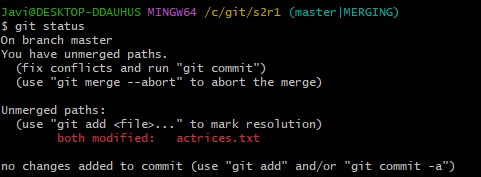 Javi@DESKTOP-DDAUHUS MINGW64 /c/git/s2r1 (master|MERGING)
$ git status
On branch master
You have unmerged paths.
  (fix conflicts and run "git commit")
  (use "git merge --abort" to abort the merge)

Unmerged paths:
  (use "git add <file>..." to mark resolution)
        both modified:   actrices.txt

no changes added to commit (use "git add" and/or "git commit -a")